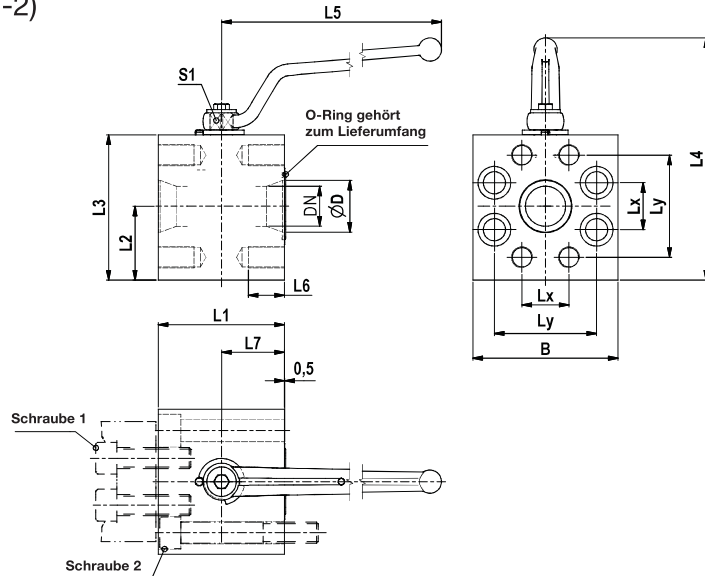 -2)
L5
S1
O-Ring gehört
zum Lieferumfang
L3
L2
DN
ØD
L6
L4
Lx
Ly
Lx
Ly
B
L1
L7
0,5
Schraube 1
Schraube 2